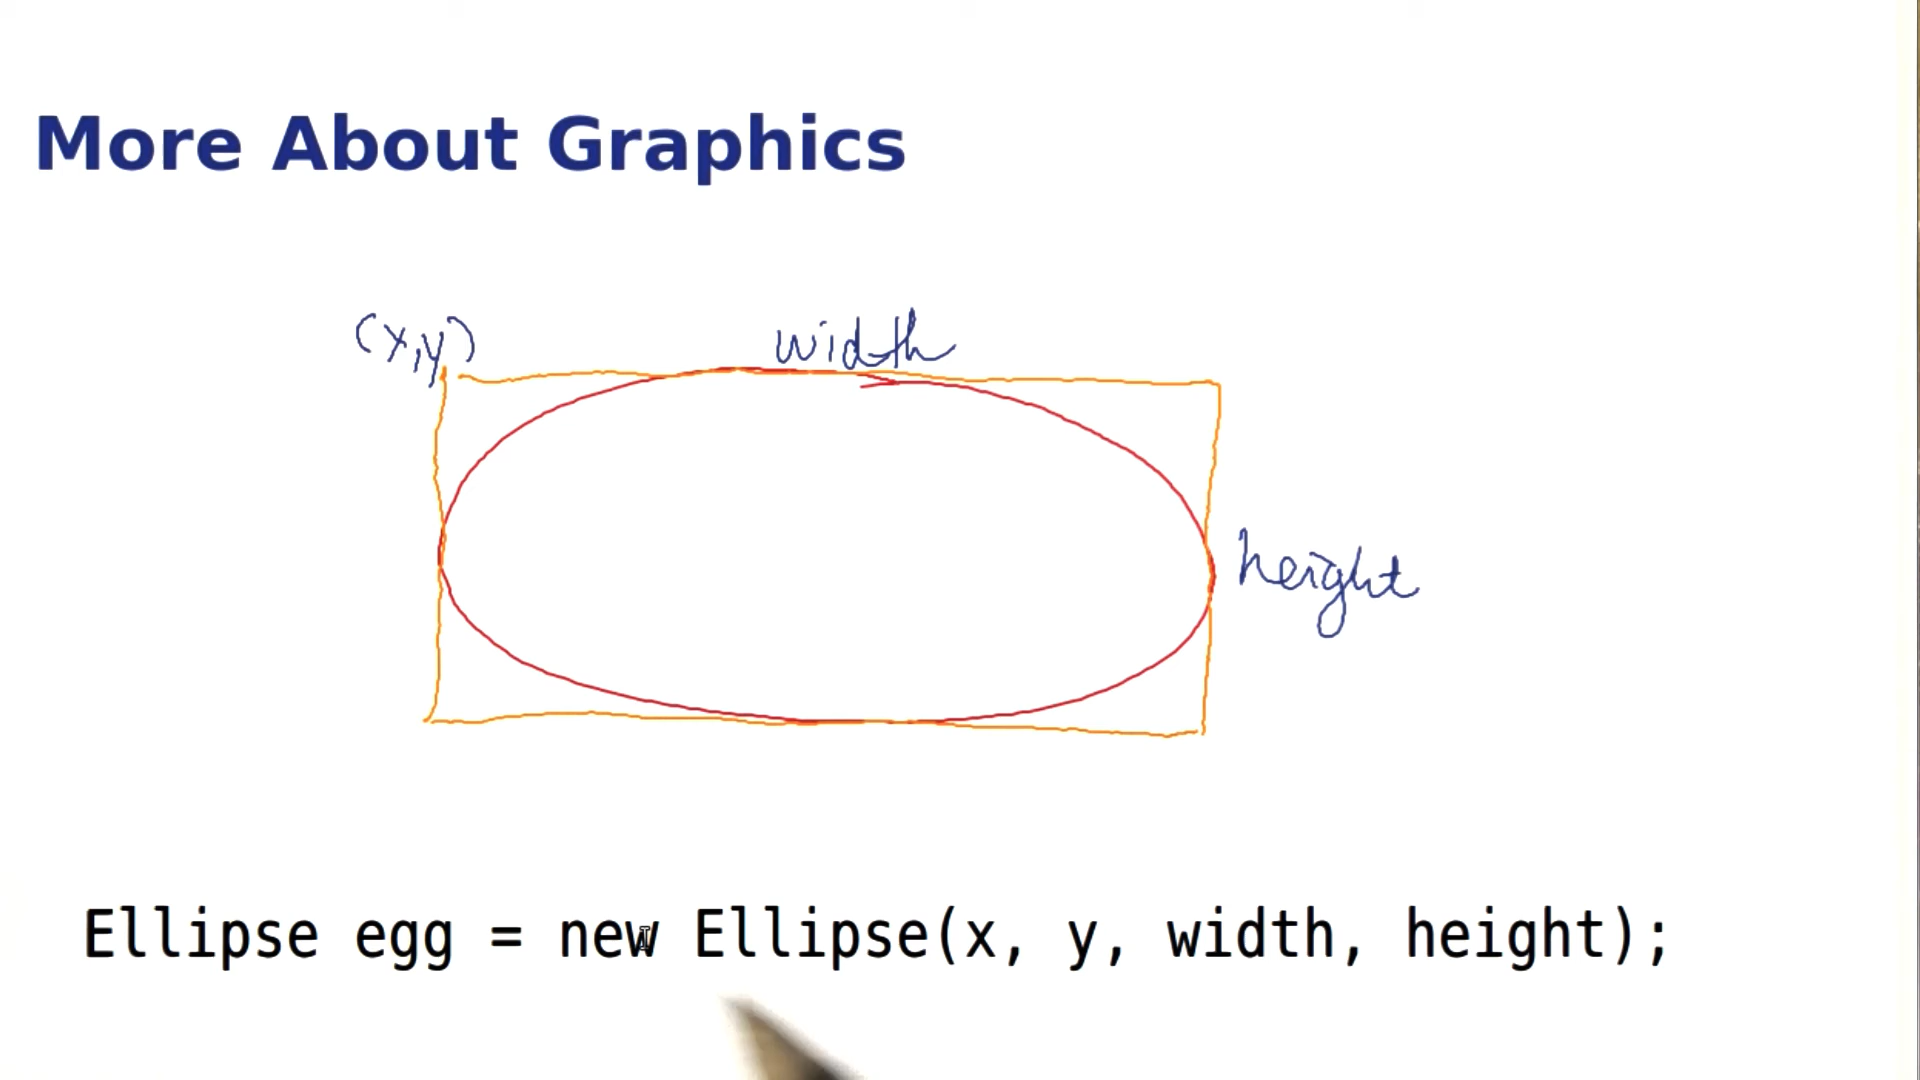 More About Graphics
(x,y) width
height
Ellipse egg = new Ellipse(x, y, width, height);